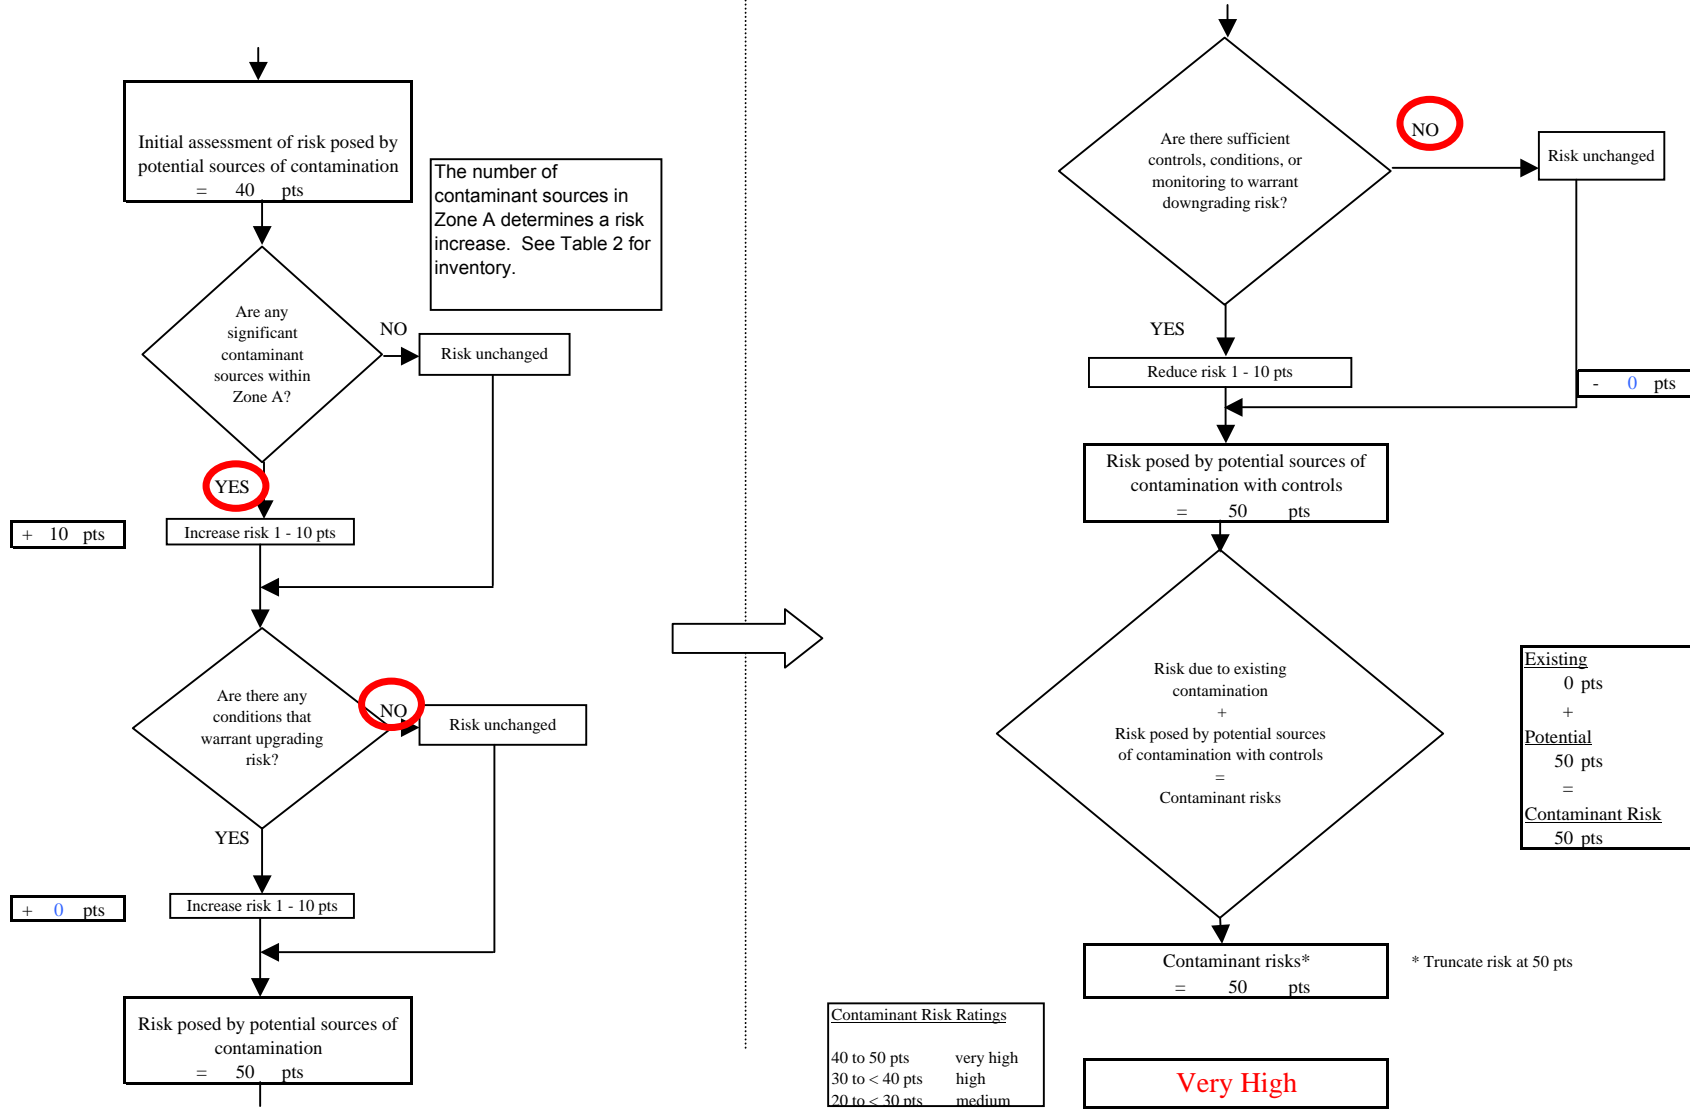 Initial assessment of risk posed by
potential sources of contamination
= 40 pts
The number of
contaminant sources in
Zone A determines a risk
increase. See Table 2 for
inventory.
Are any
significant
contaminant
sources within
Zone A?
NO
Risk unchanged
YES
+ 10 pts
Increase risk 1 - 10 pts
Are there any
conditions that
warrant upgrading
risk?
NO
Risk unchanged
YES
+ 0 pts
Increase risk 1 - 10 pts
Risk posed by potential sources of
contamination
= 50 pts
Are there sufficient
controls, conditions, or
monitoring to warrant
downgrading risk?
NO
Risk unchanged
YES
Reduce risk 1 - 10 pts
- 0 pts
Risk posed by potential sources of
contamination with controls
= 50 pts
Risk due to existing
contamination
+
Risk posed by potential sources
of contamination with controls
=
Contaminant risks
Existing
0 pts
+
Potential
50 pts
=
Contaminant Risk
50 pts
Contaminant risks*
= 50 pts
* Truncate risk at 50 pts
Contaminant Risk Ratings
40 to 50 pts very high
30 to < 40 pts high
20 to < 30 pts medium
Very High